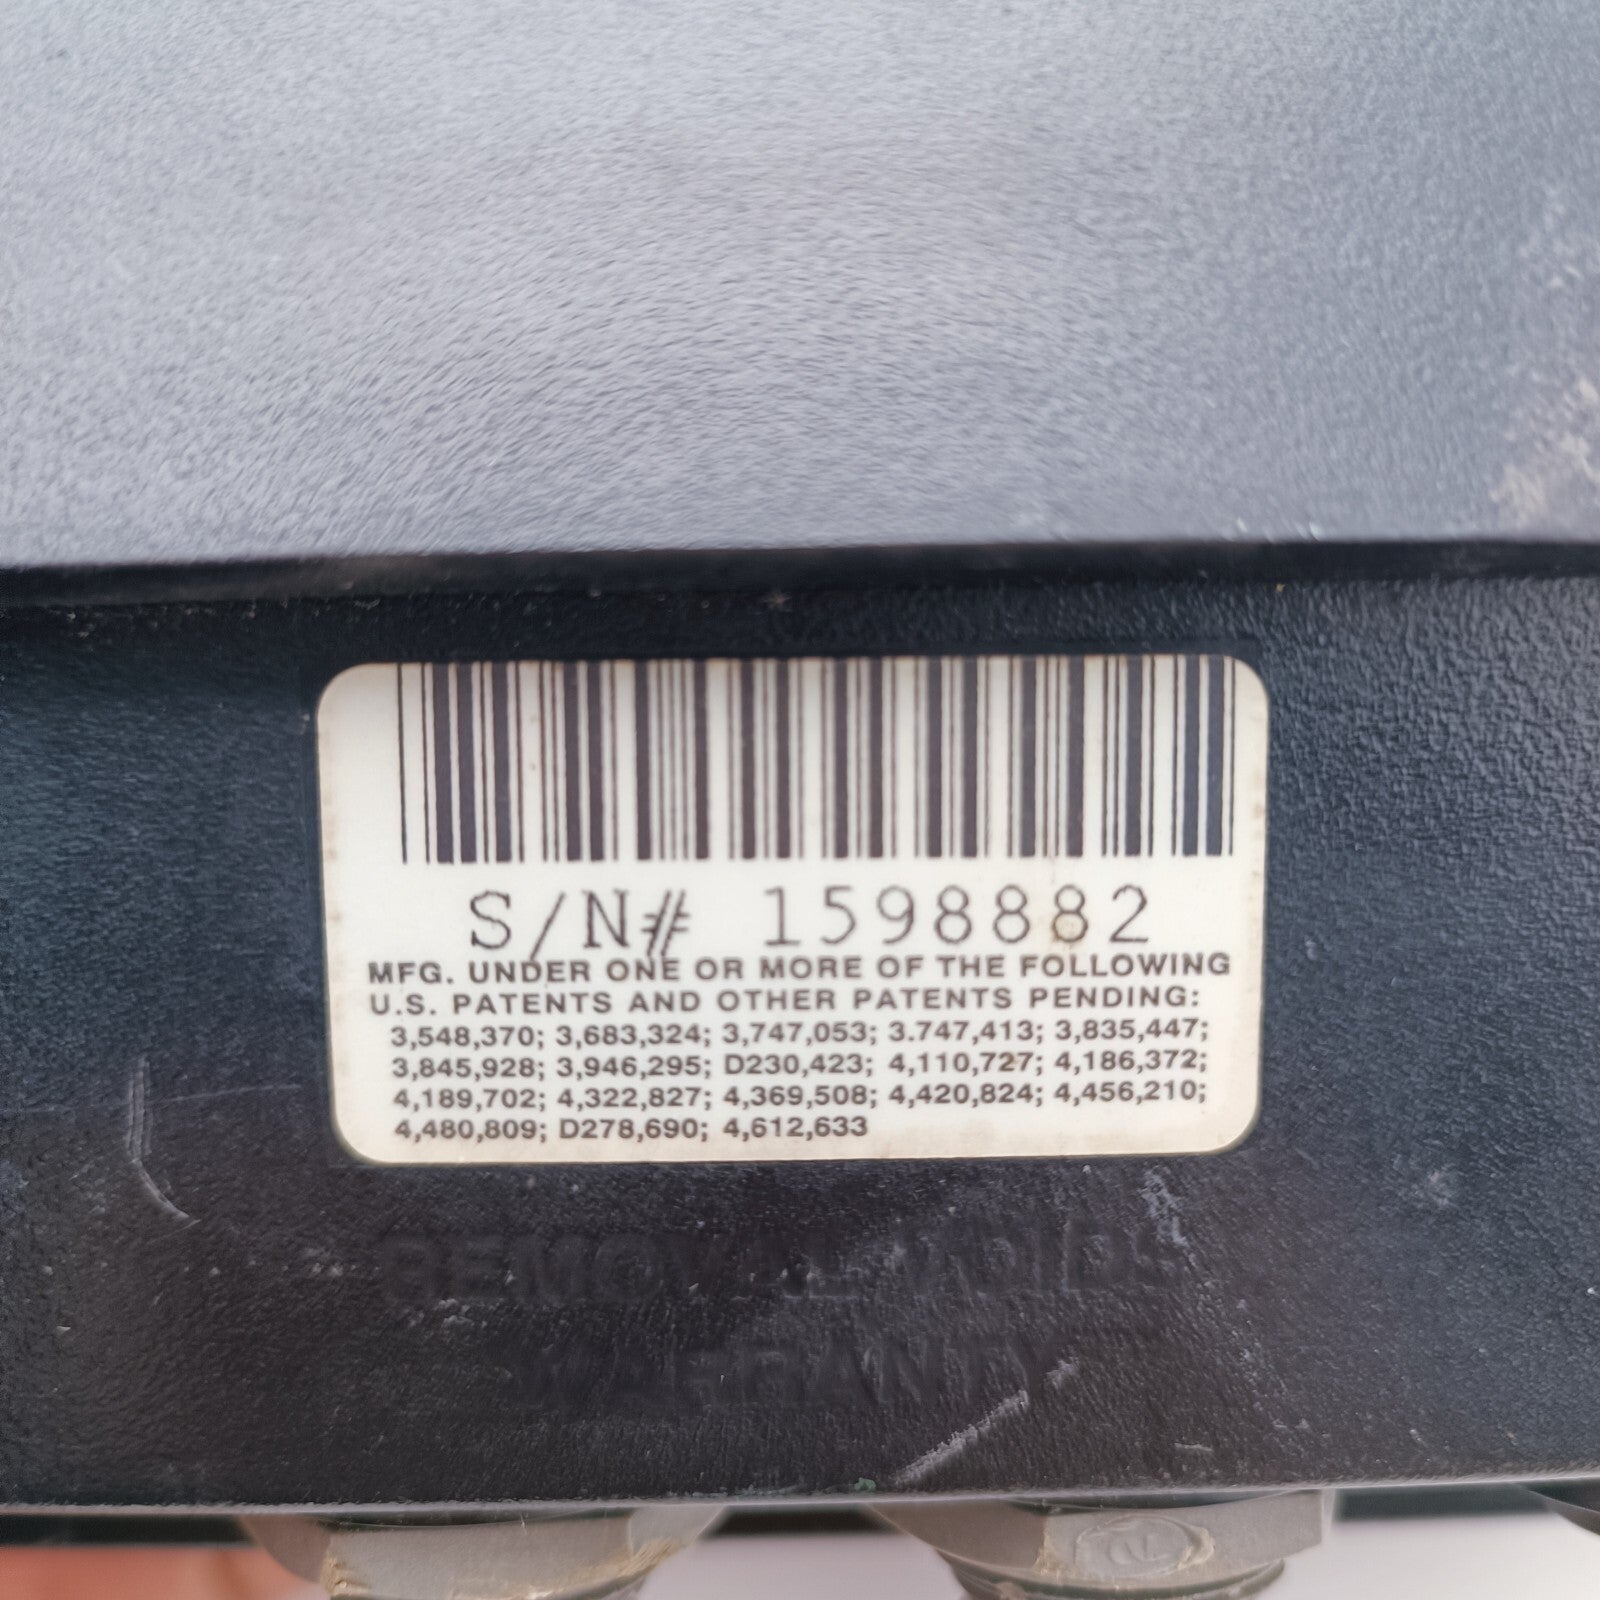 S/N# 1598882
MFG. UNDER ONE OR MORE OF THE FOLLOWING
U.S. PATENTS AND OTHER PATENTS PENDING:
3,548,370; 3,683,324; 3,747,053; 3.747,413; 3,835,447;
3,845,928; 3,946,295; D230,423; 4,110,727; 4,186,372;
4,189,702; 4,322,827; 4,369,508; 4,420,824; 4,456,210;
4,480,809; D278,690; 4,612,633
REMOVAL VOIDS
WARRANTY